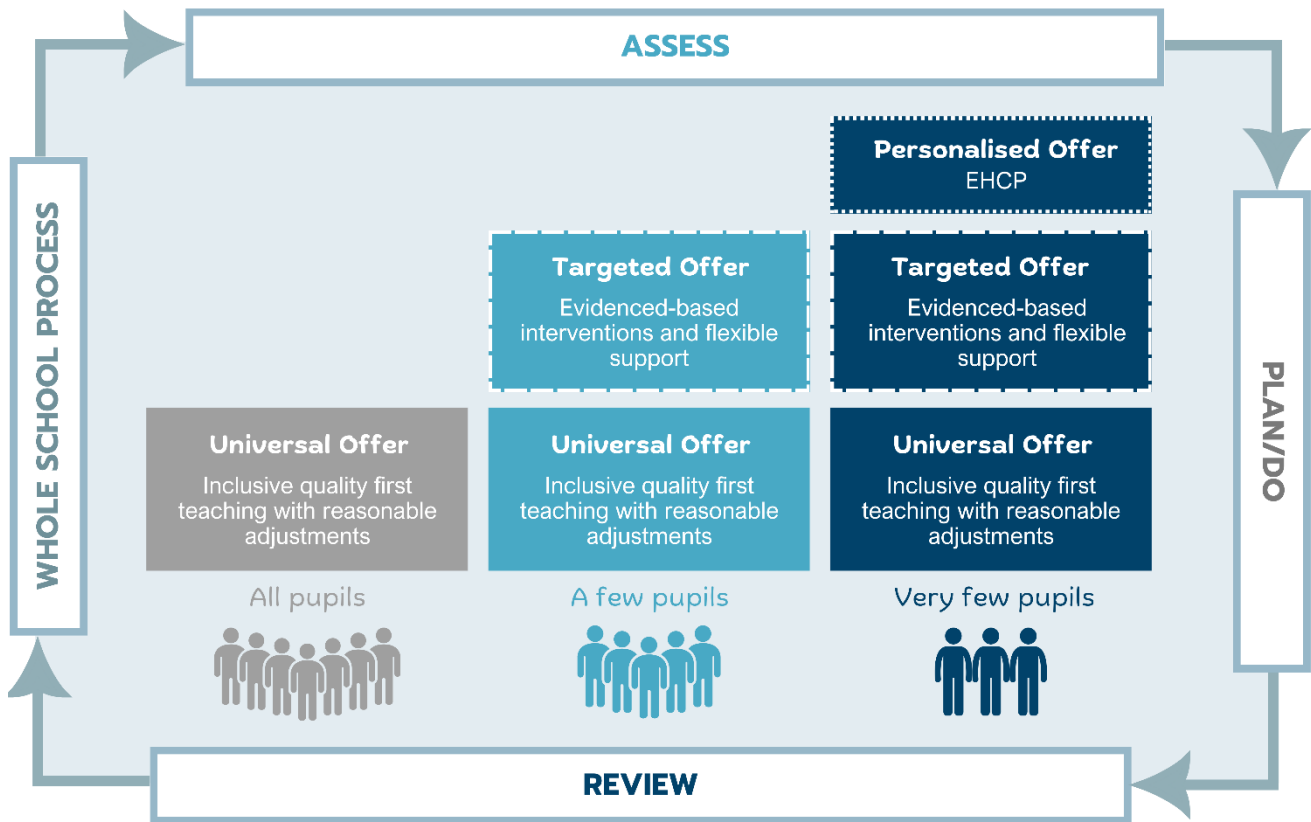 ASSESS
WHOLE SCHOOL PROCESS
PLAN/DO
Personalised Offer
EHCP
Targeted Offer
Evidenced-based
interventions and flexible
support
Targeted Offer
Evidenced-based
interventions and flexible
support
Universal Offer
Inclusive quality first
teaching with reasonable
adjustments
Universal Offer
Inclusive quality first
teaching with reasonable
adjustments
Universal Offer
Inclusive quality first
teaching with reasonable
adjustments
All pupils
A few pupils
Very few pupils
REVIEW